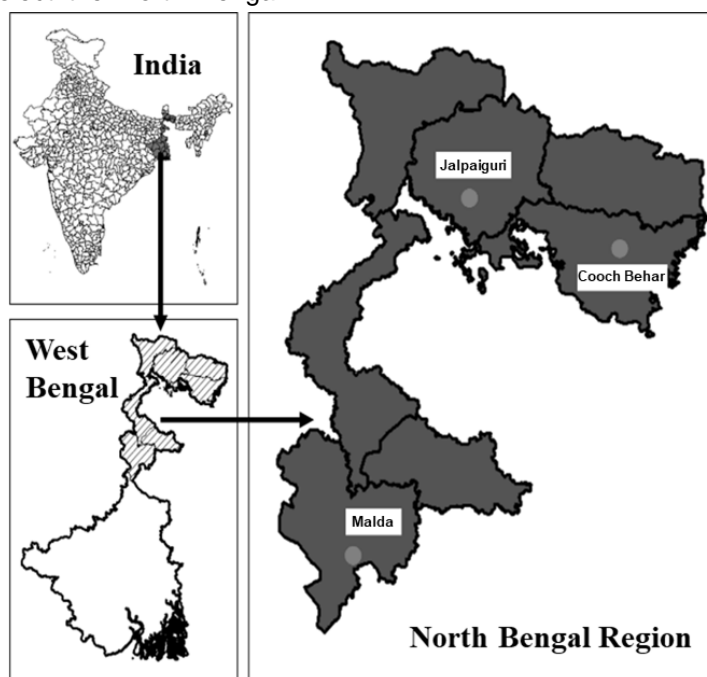 India
West
Bengal
Jalpaiguri
Cooch Behar
Malda
North Bengal Region